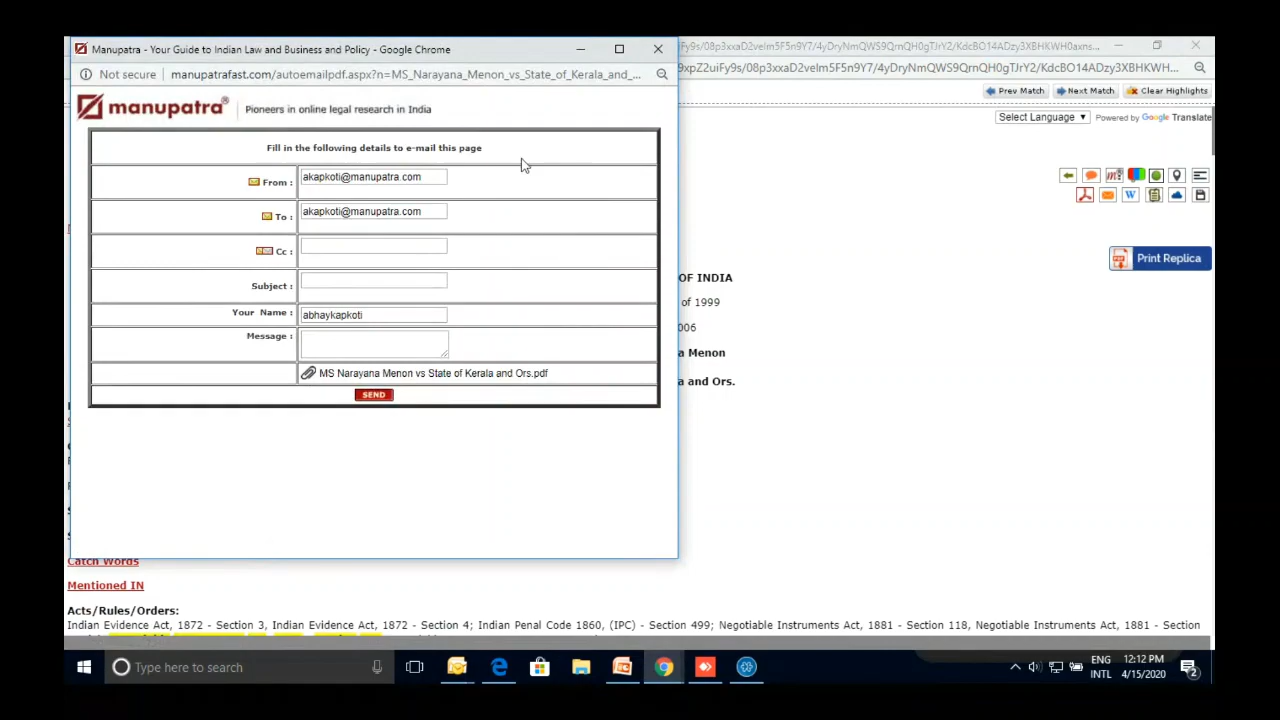 Manupatra - Your Guide to Indian Law and Business and Policy - Google Chrome
Not secure manupatrafast.com/autoemailpdf.aspx?n=MS_Narayana_Menon_vs_State_of_Kerala_and_...
manupatra® Pioneers in online legal research in India
Prev Match Next Match Clear Highlights
Select Language ▼ Powered by Google Translate
Fill in the following details to e-mail this page
From : akapkoti@manupatra.com
To : akapkoti@manupatra.com
Cc :
Subject :
Your Name : abhaykapkoti
Message :
MS Narayana Menon vs State of Kerala and Ors.pdf
SEND
Print Replica
OF INDIA
of 1999
006
a Menon
a and Ors.
Catch Words
Mentioned IN
Acts/Rules/Orders:
Indian Evidence Act, 1872 - Section 3, Indian Evidence Act, 1872 - Section 4; Indian Penal Code 1860, (IPC) - Section 499; Negotiable Instruments Act, 1881 - Section 118, Negotiable Instruments Act, 1881 - Section
Type here to search
ENG 12:12 PM
INTL 4/15/2020
2